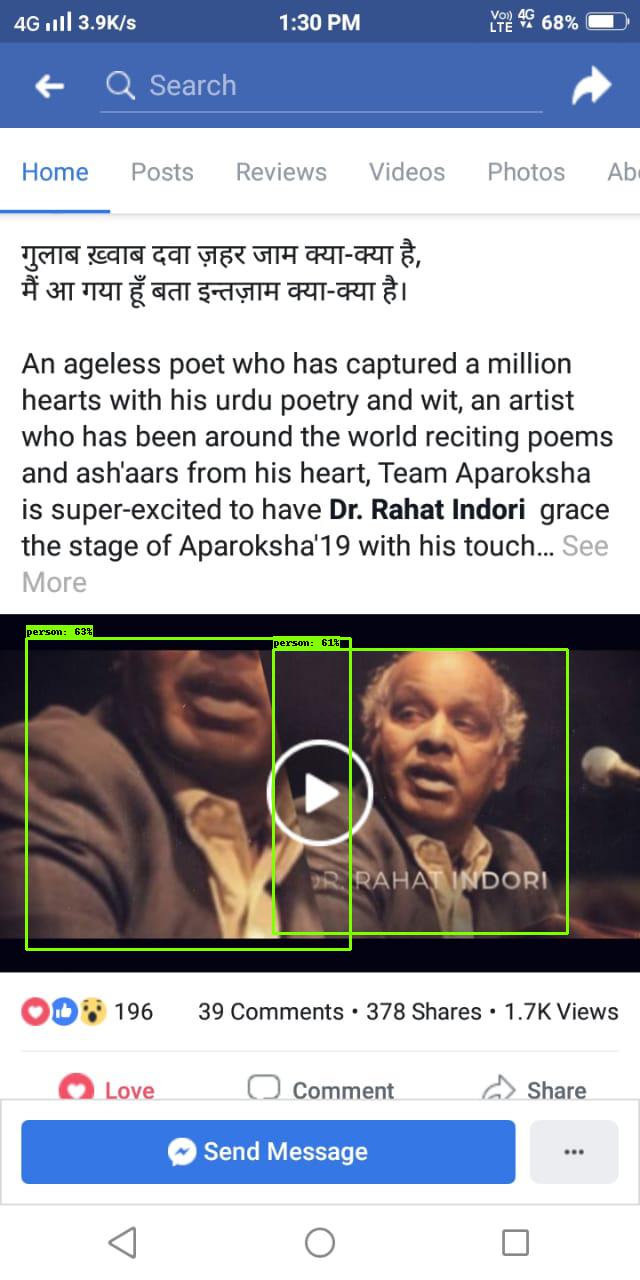 4G 3.9K/s 1:30 PM Vo) LTE 4G 68%
Search
Home Posts Reviews Videos Photos Ab
गुलाब ख़्वाब दवा ज़हर जाम क्या-क्या है,
मैं आ गया हूँ बता इन्तज़ाम क्या-क्या है।
An ageless poet who has captured a million
hearts with his urdu poetry and wit, an artist
who has been around the world reciting poems
and ash'aars from his heart, Team Aparoksha
is super-excited to have Dr. Rahat Indori grace
the stage of Aparoksha'19 with his touch... See
More
person: 63%
person: 61%
DR. RAHAT INDORI
196 39 Comments • 378 Shares • 1.7K Views
Love Comment Share
Send Message